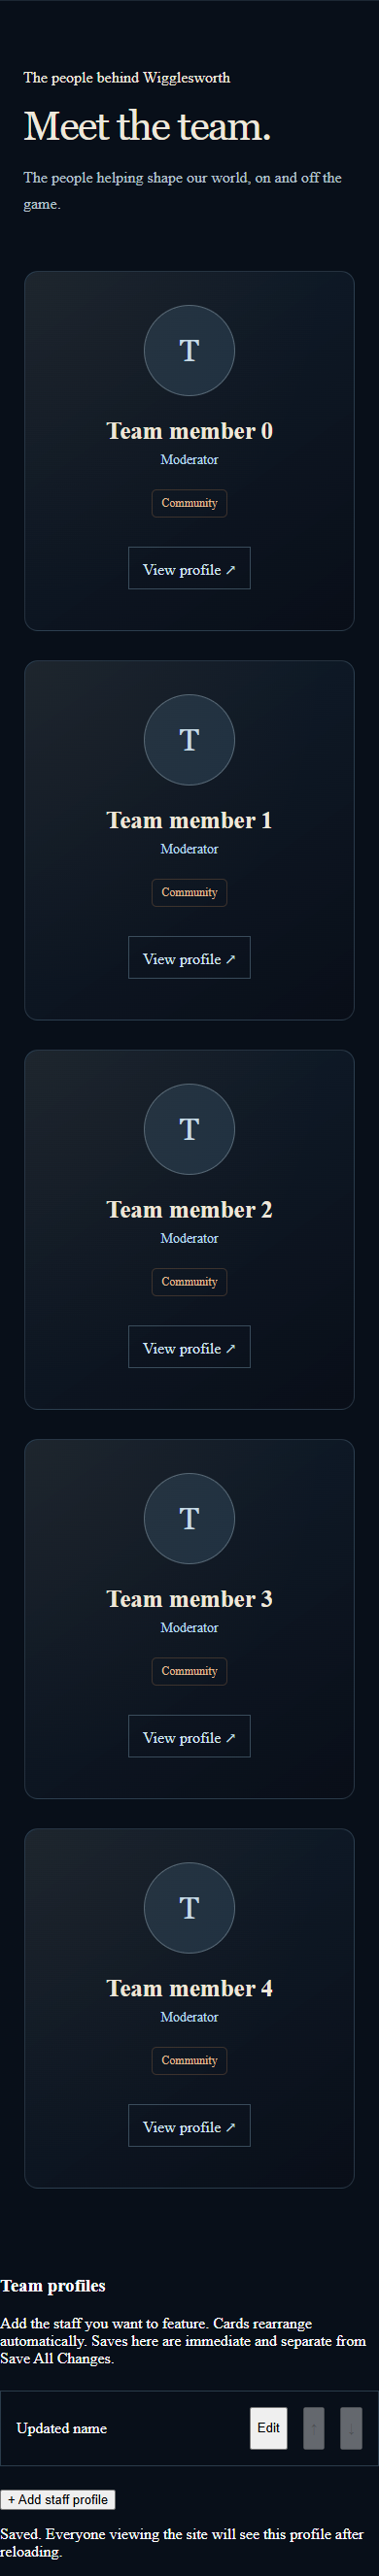 The people behind Wigglesworth
Meet the team.
The people helping shape our world, on and off the
game.
T
Team member 0
Moderator
Community
View profile ↗
T
Team member 1
Moderator
Community
View profile ↗
T
Team member 2
Moderator
Community
View profile ↗
T
Team member 3
Moderator
Community
View profile ↗
T
Team member 4
Moderator
Community
View profile ↗
Team profiles
Add the staff you want to feature. Cards rearrange
automatically. Saves here are immediate and separate from
Save All Changes.
Updated name Edit ↑ ↓
+ Add staff profile
Saved. Everyone viewing the site will see this profile after
reloading.